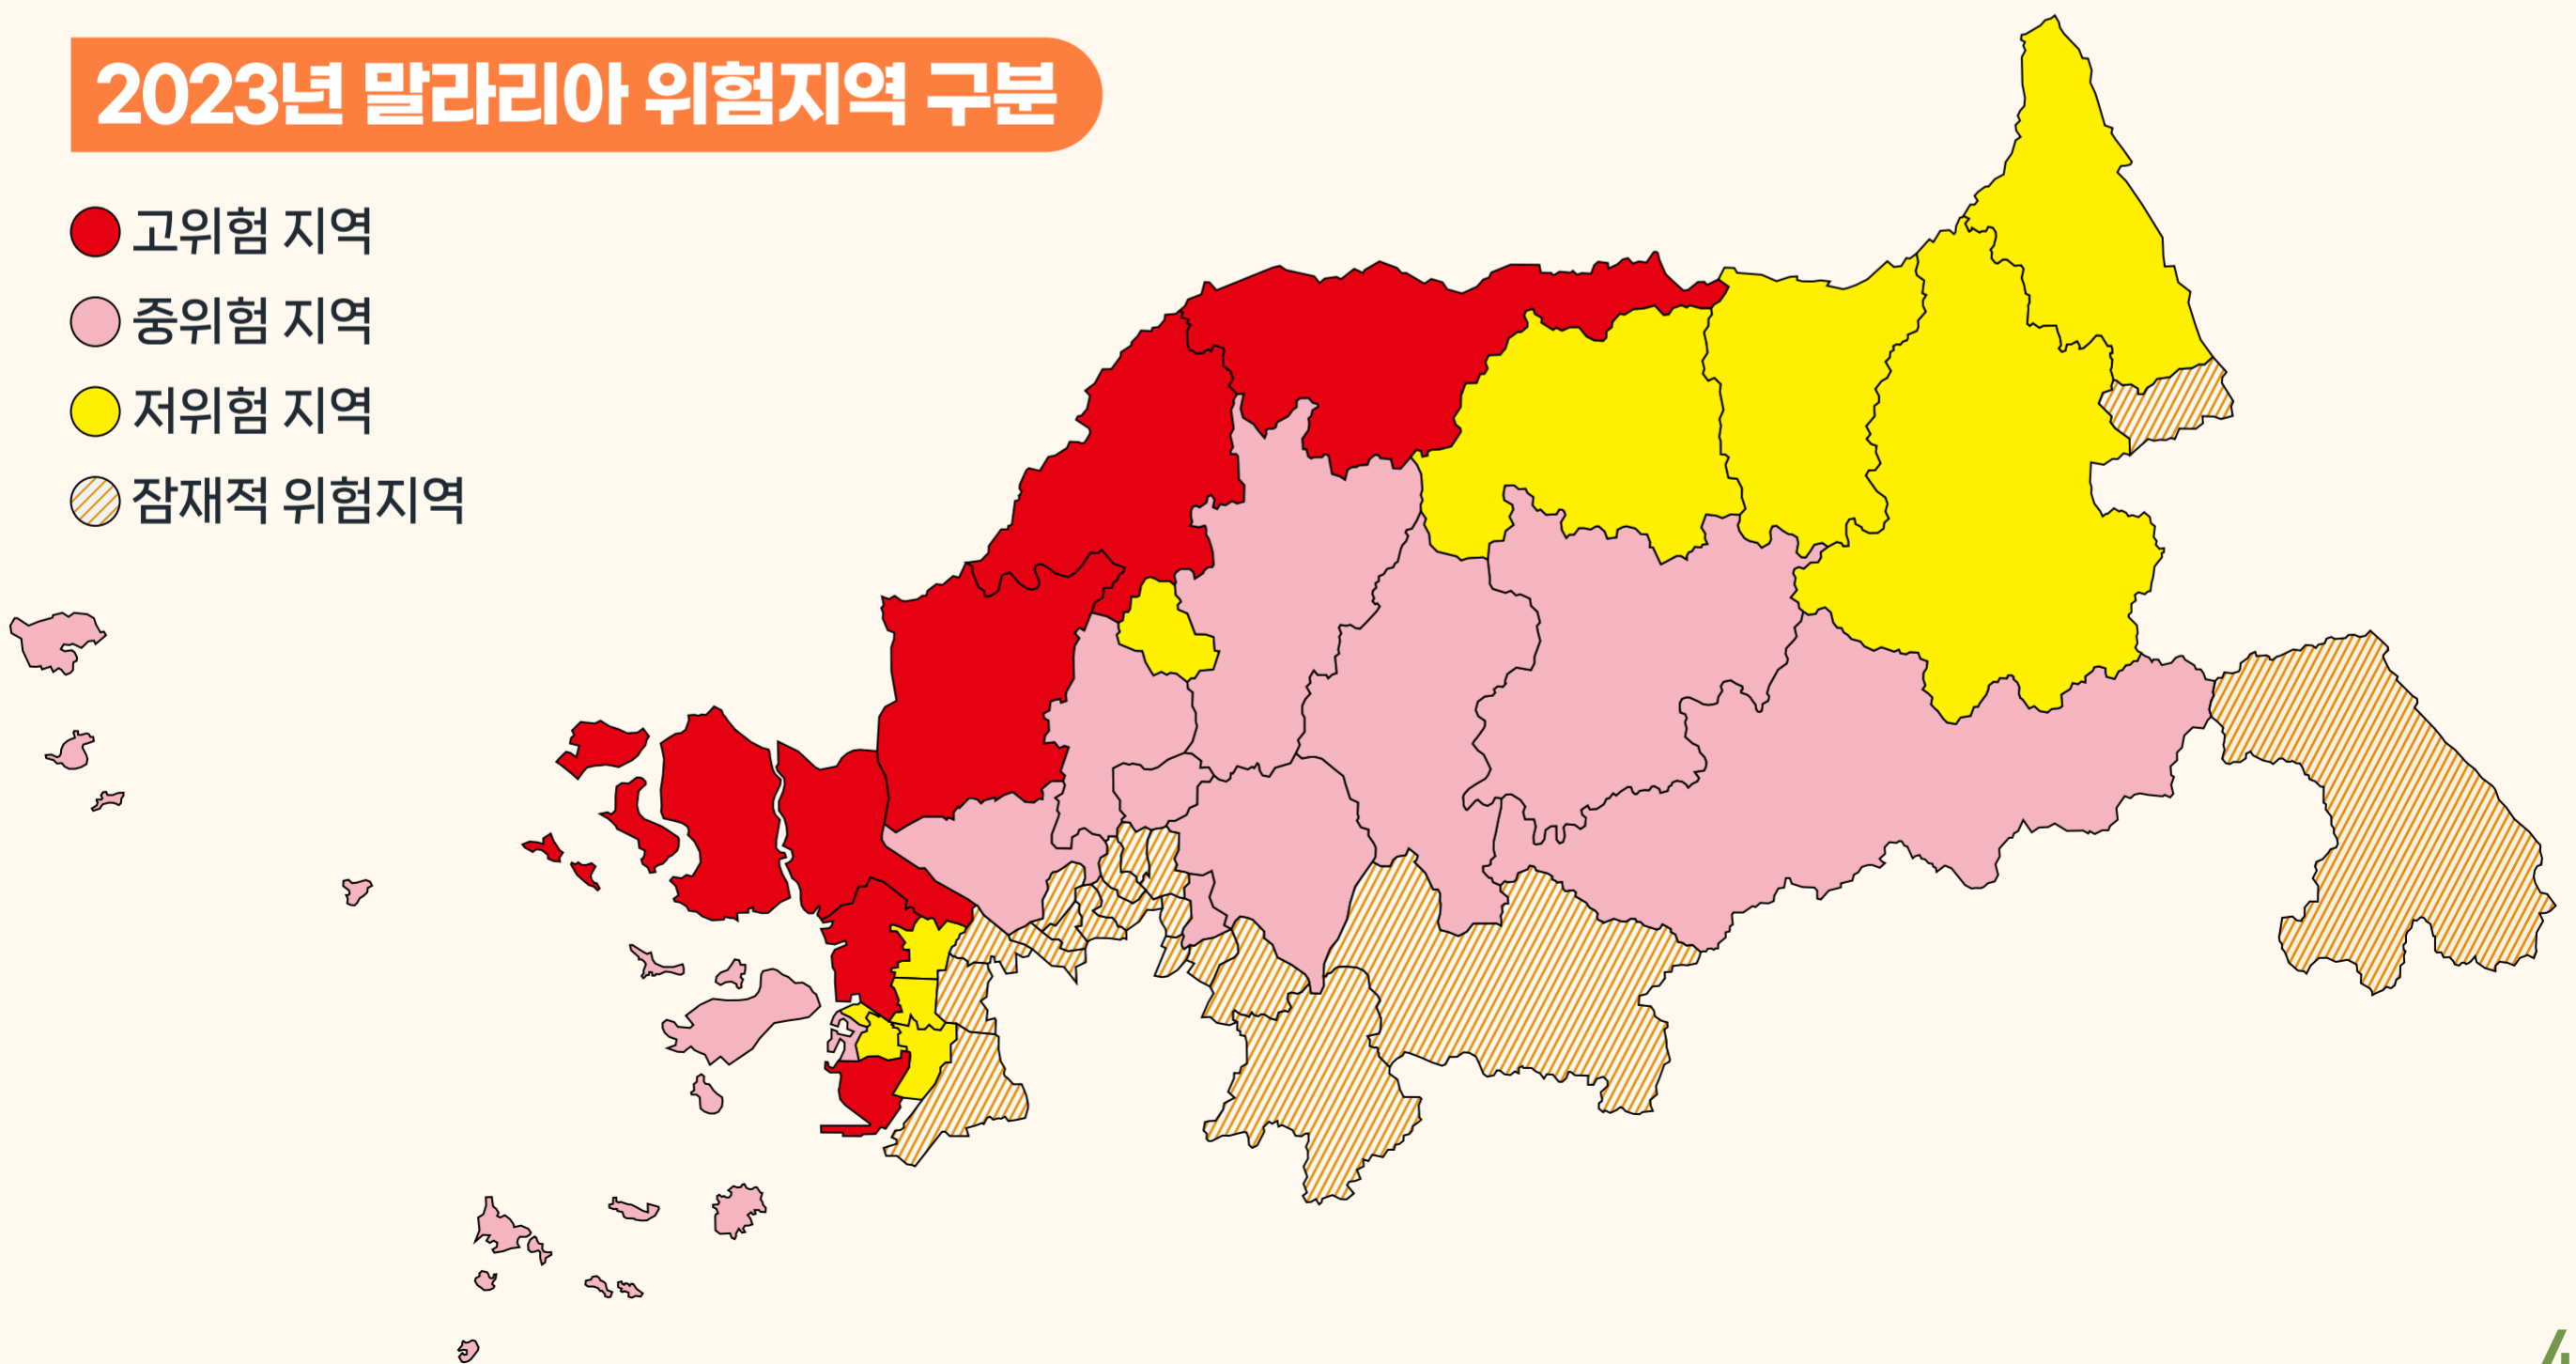 2023년 말라리아 위험지역 구분
고위험 지역
중위험 지역
저위험 지역
잠재적 위험지역